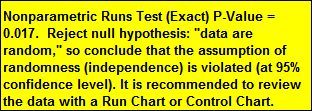 Nonparametric Runs Test (Exact) P-Value =
0.017.  Reject null hypothesis: "data are
random," so conclude that the assumption of
randomness (independence) is violated (at 95%
confidence level). It is recommended to review
the data with a Run Chart or Control Chart.